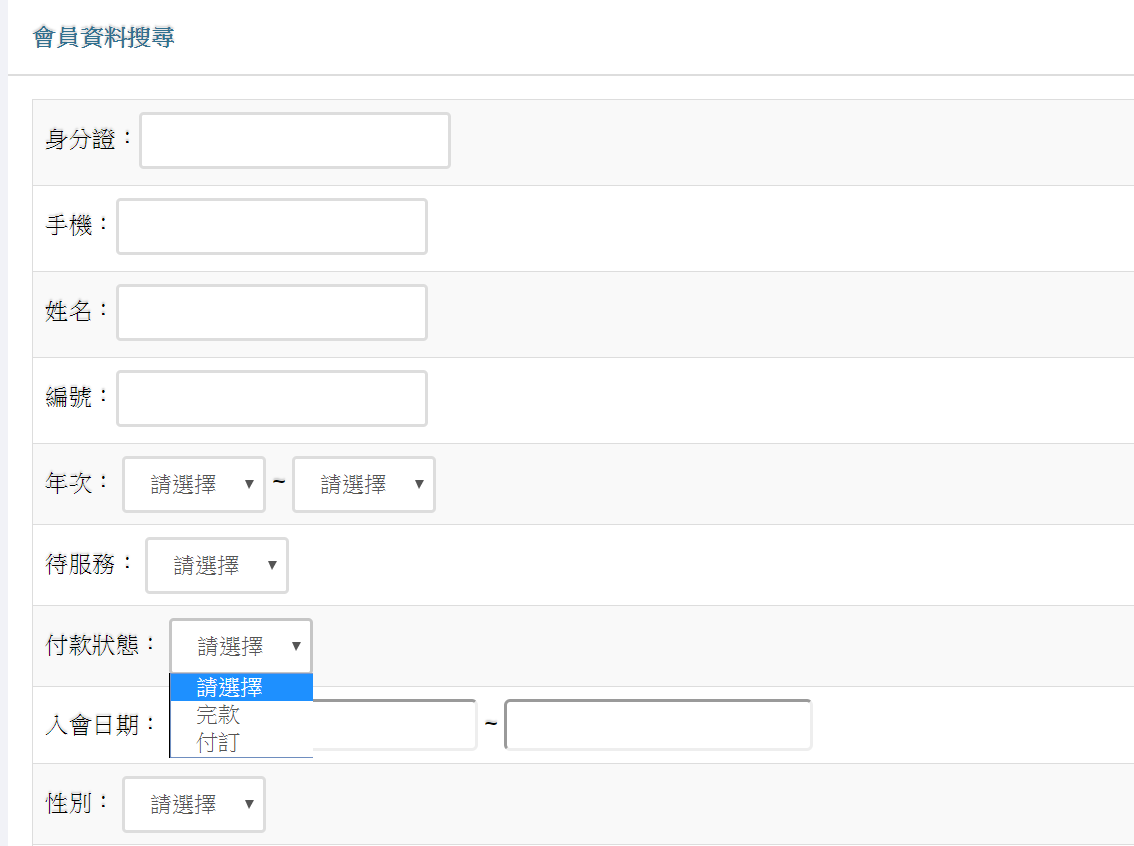 會員資料搜尋
身分證：
手機：
姓名：
編號：
年次： 請選擇 ~ 請選擇
待服務： 請選擇
付款狀態： 請選擇
請選擇
完款
付訂
入會日期： ~
性別： 請選擇